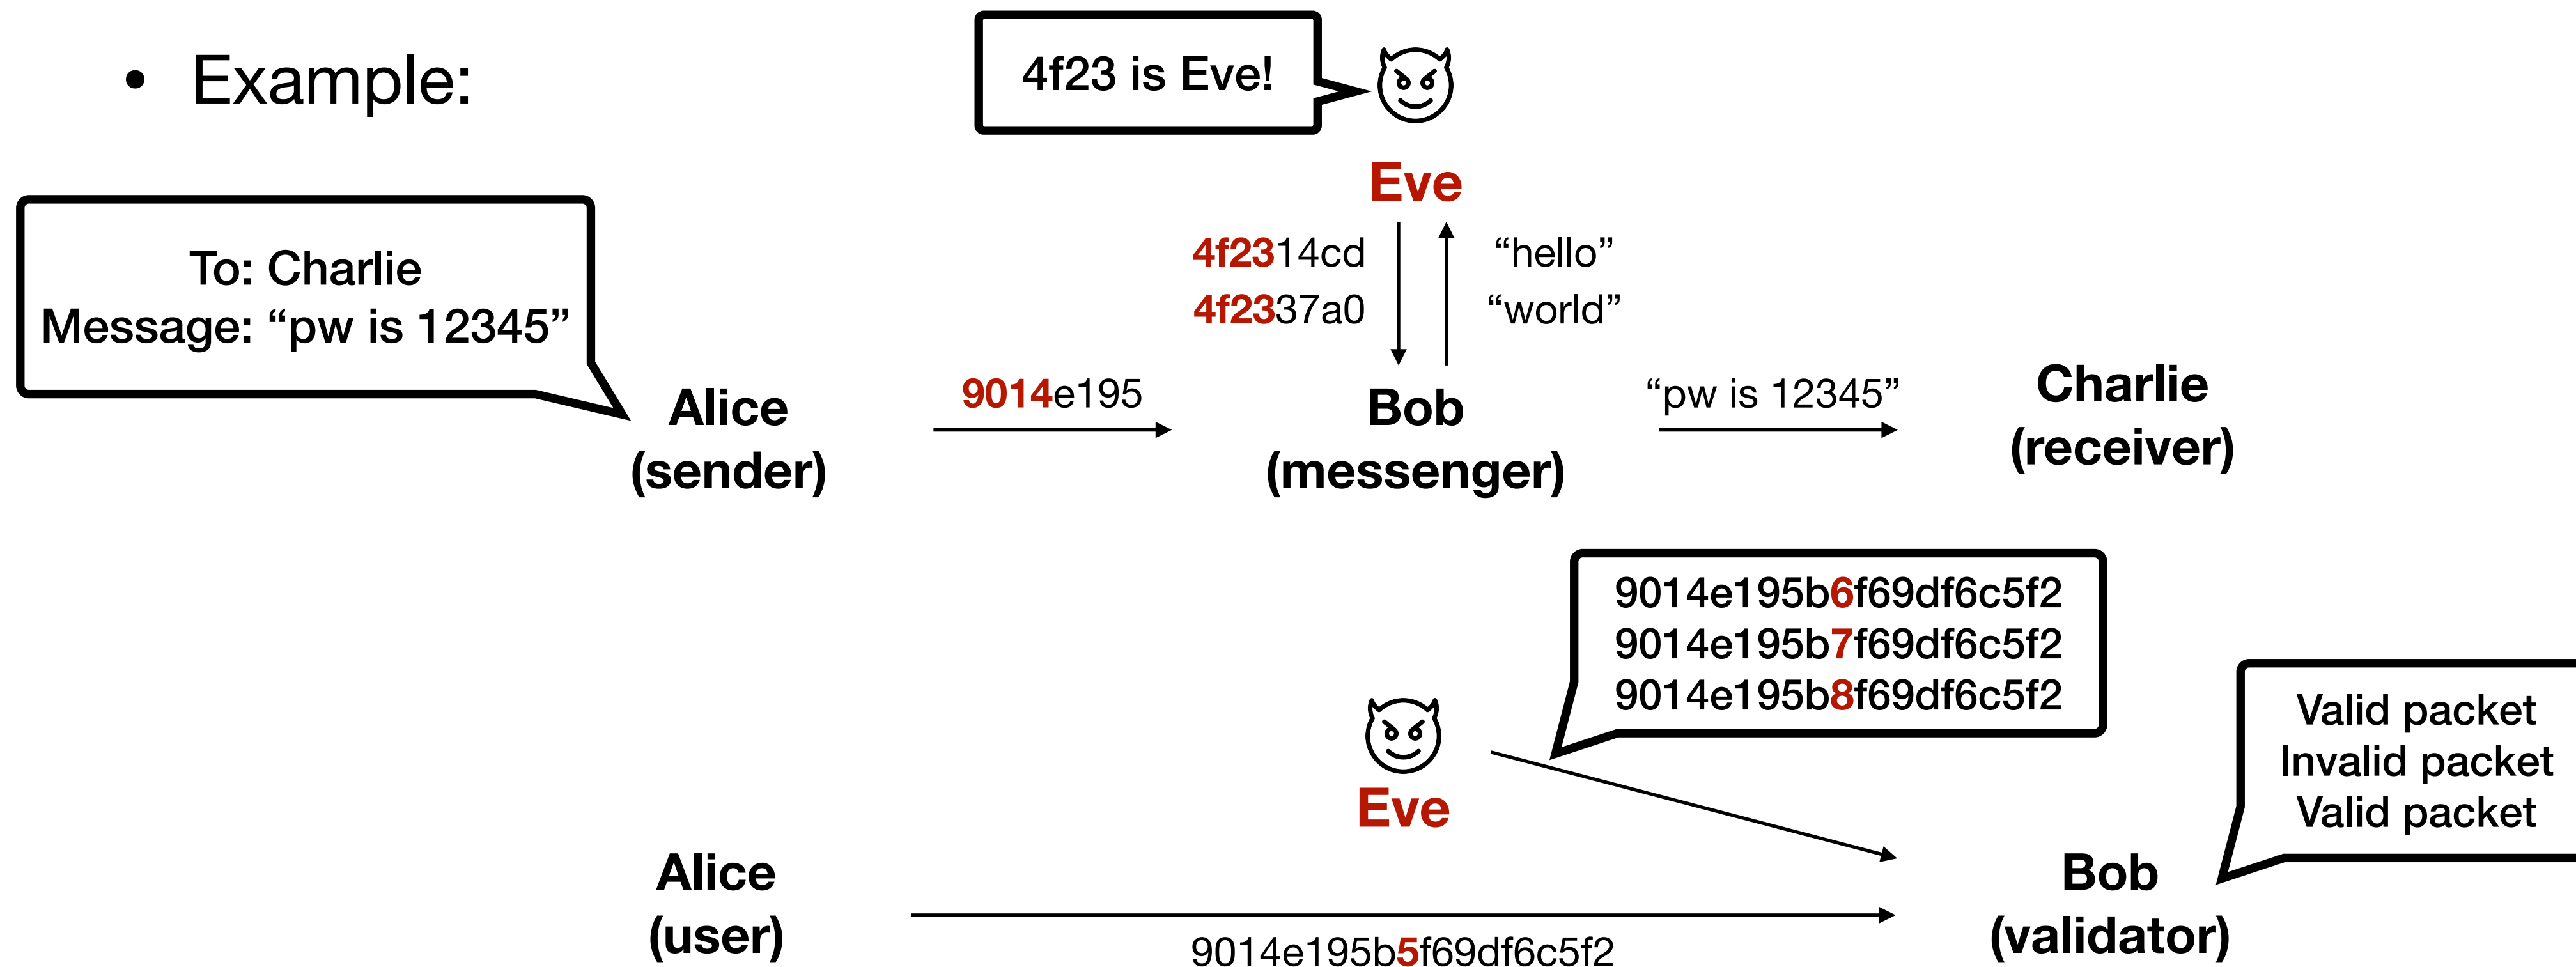 • Example:
4f23 is Eve!
Eve
To: Charlie
Message: “pw is 12345”
4f2314cd
4f2337a0
“hello”
“world”
Alice
(sender)
9014e195
Bob
(messenger)
“pw is 12345”
Charlie
(receiver)
9014e195b6f69df6c5f2
9014e195b7f69df6c5f2
9014e195b8f69df6c5f2
Eve
Valid packet
Invalid packet
Valid packet
Alice
(user)
9014e195b5f69df6c5f2
Bob
(validator)